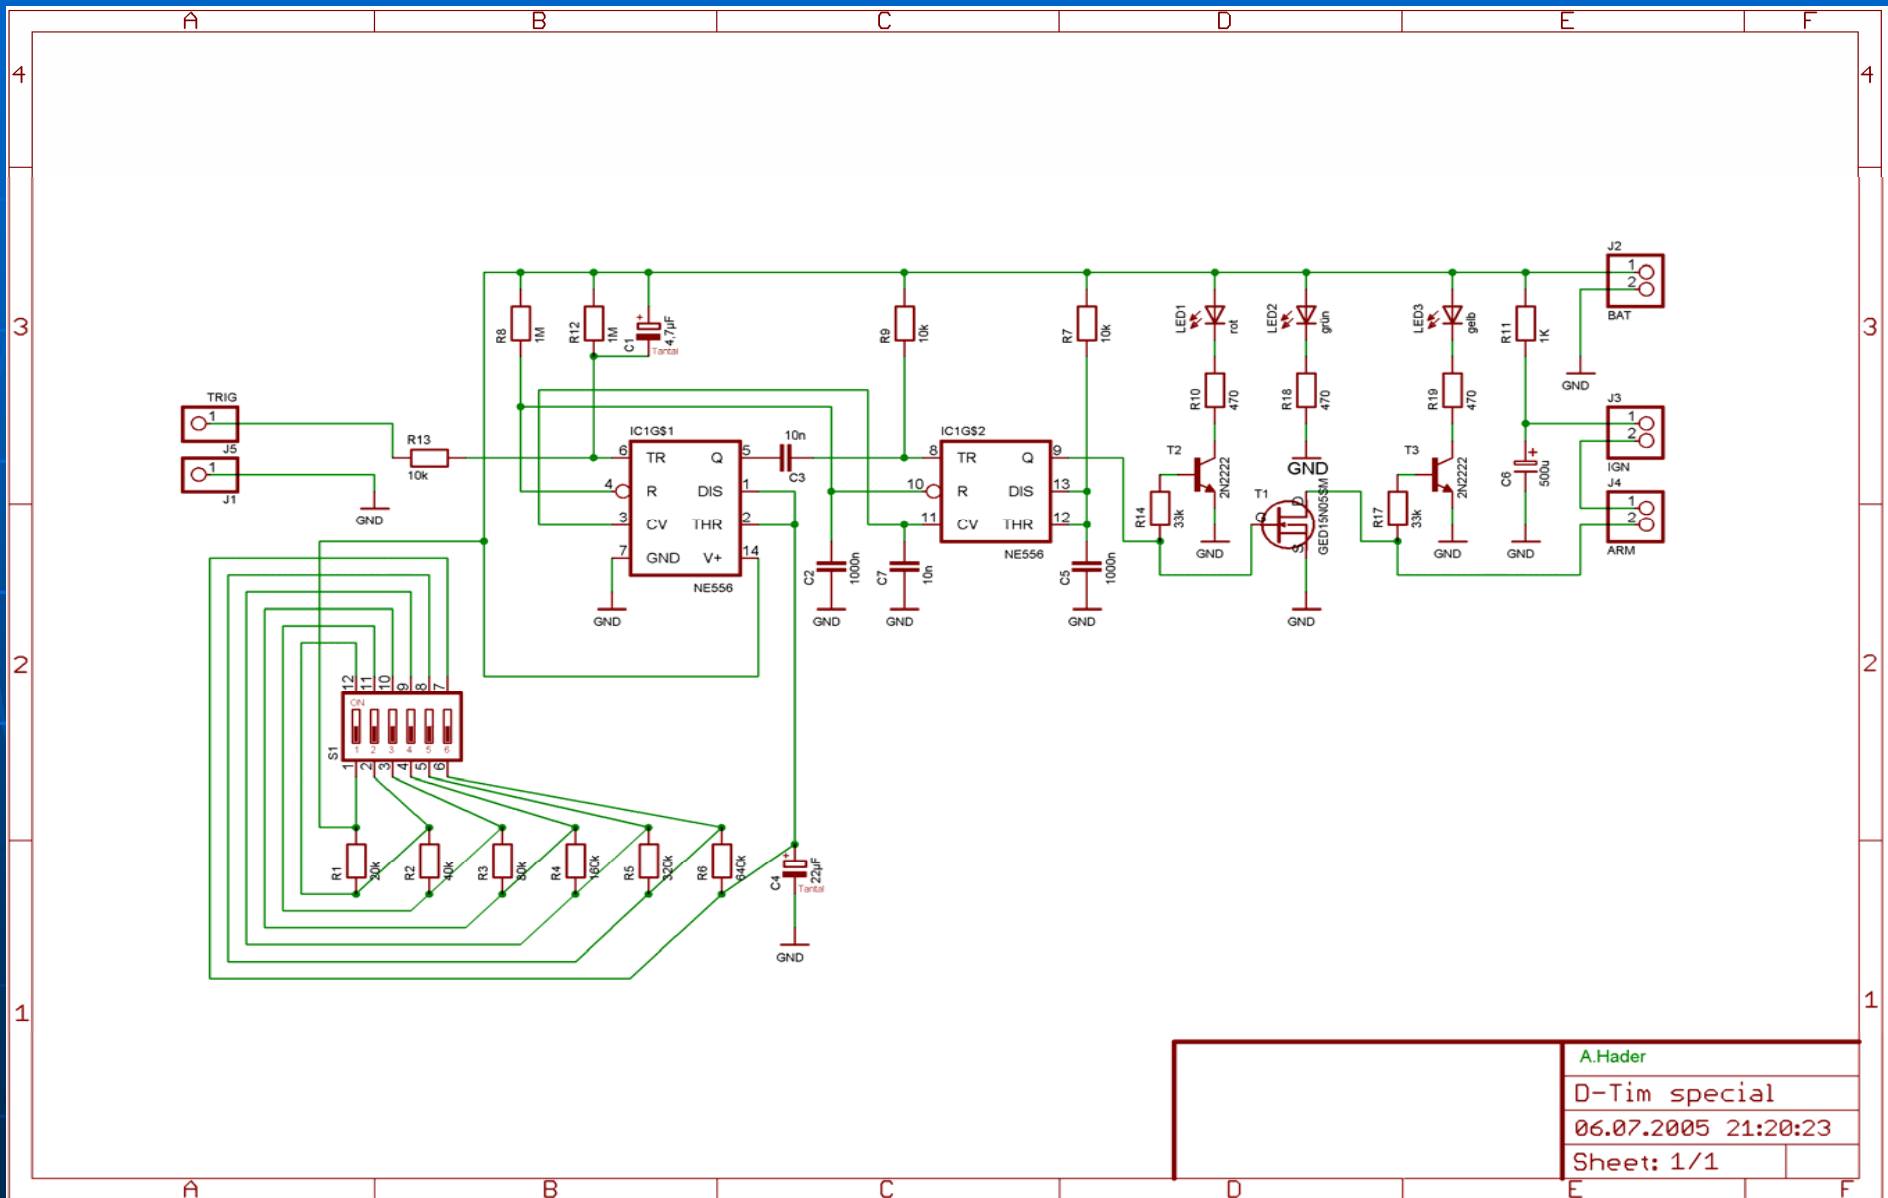 A B C D E F
4 4
J2
1
2
BAT
3 3
R8 1M
R12 1M
C1 + 4,7µF
Tantal
R9 10k
R7 10k
LED1 rot
LED2 grün
LED3 gelb
R11 1K
GND
R10 470
R18 470
R19 470
TRIG
1
J5
1
J1
GND
R13
10k
IC1G$1
6 TR Q 5
4 R DIS 1
3 CV THR 2
7 GND V+ 14
NE556
GND
10n
C3
IC1G$2
8 TR Q 9
10 R DIS 13
11 CV THR 12
NE556
T2
2N2222
GND
R14 33k
GND
T1
D
G
S
GED15N05SM
GND
T3
2N2222
R17 33k
GND
C6 + 500u
GND
J3
1
2
IGN
J4
1
2
ARM
C2 1000n
GND
C7 10n
GND
C5 1000n
GND
2 2
12 11 10 9 8 7
ON
1 2 3 4 5 6
S1
1 2 3 4 5 6
R1 20k
R2 40k
R3 80k
R4 160k
R5 320k
R6 640k
C4 + 22µF
Tantal
GND
1 1
A.Hader
D-Tim special
06.07.2005 21:20:23
Sheet: 1/1
A B C D E F